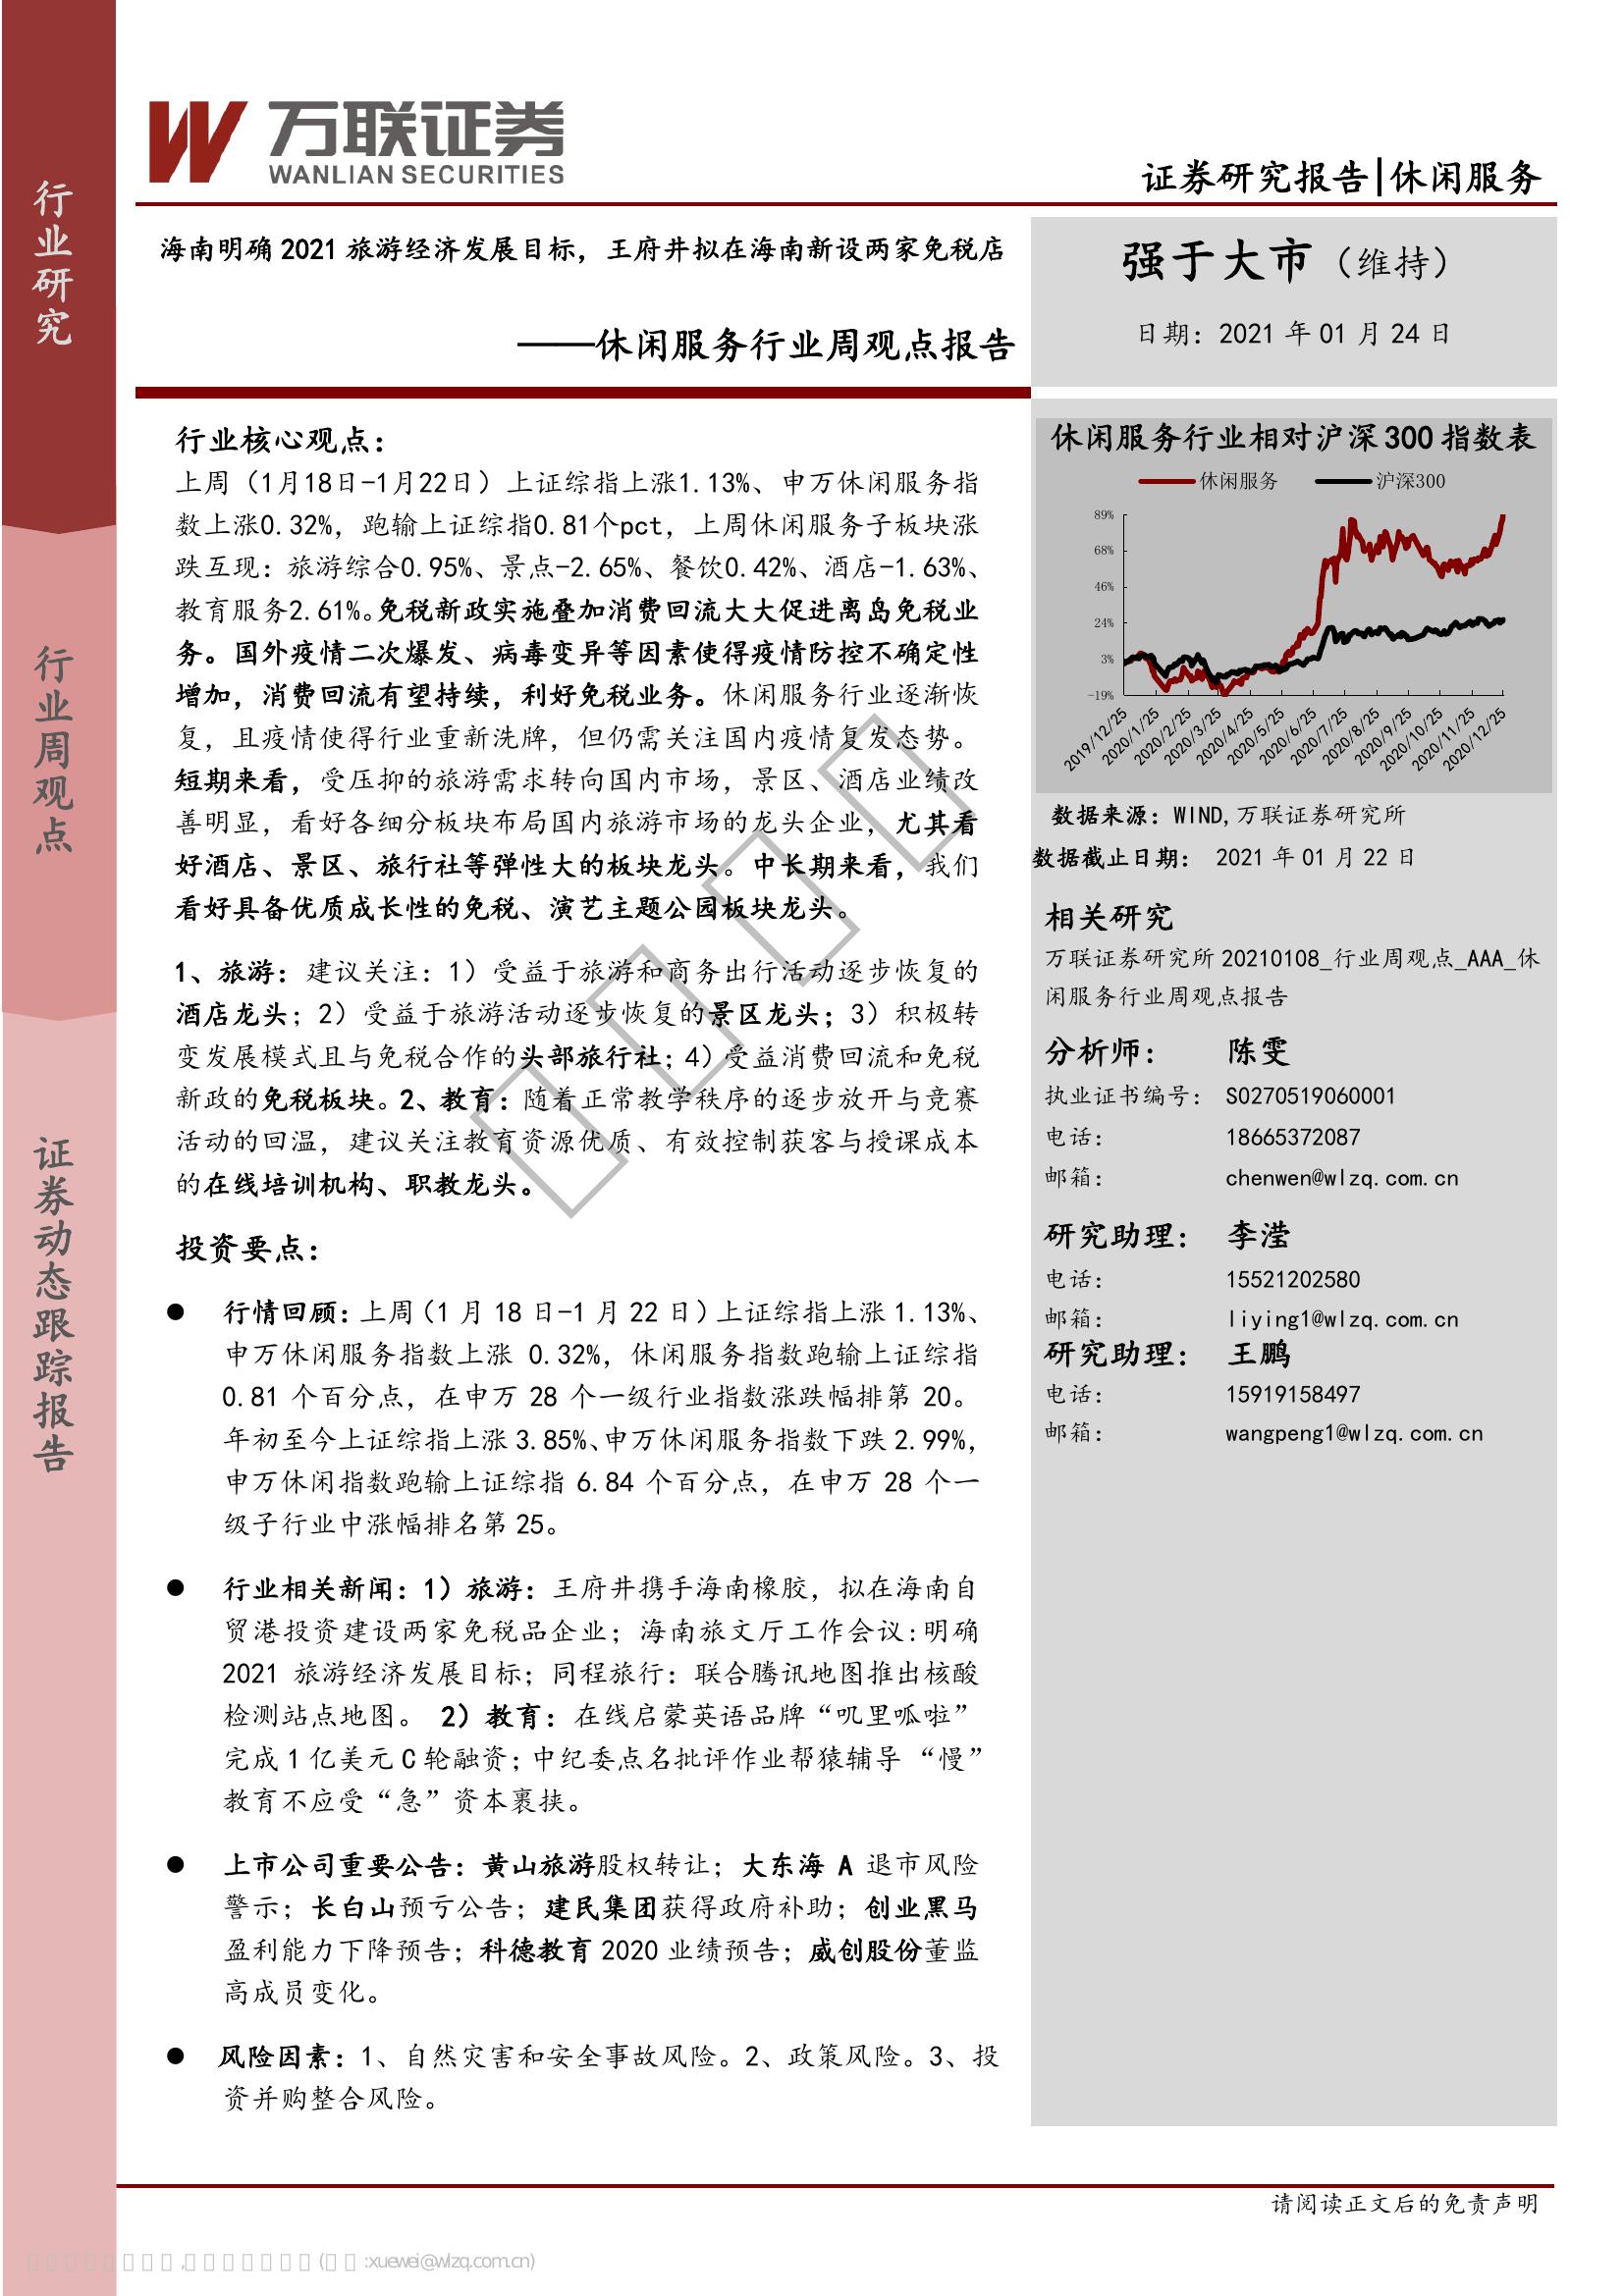 行业研究
行业周观点
证券动态跟踪报告
万联证券
WANLIAN SECURITIES
证券研究报告|休闲服务
海南明确 2021 旅游经济发展目标，王府井拟在海南新设两家免税店
——休闲服务行业周观点报告
强于大市（维持）
日期：2021 年 01 月 24 日
行业核心观点：
上周（1月18日-1月22日）上证综指上涨1.13%、申万休闲服务指
数上涨0.32%，跑输上证综指0.81个pct，上周休闲服务子板块涨
跌互现：旅游综合0.95%、景点-2.65%、餐饮0.42%、酒店-1.63%、
教育服务2.61%。免税新政实施叠加消费回流大大促进离岛免税业
务。国外疫情二次爆发、病毒变异等因素使得疫情防控不确定性
增加，消费回流有望持续，利好免税业务。休闲服务行业逐渐恢
复，且疫情使得行业重新洗牌，但仍需关注国内疫情复发态势。
短期来看，受压抑的旅游需求转向国内市场，景区、酒店业绩改
善明显，看好各细分板块布局国内旅游市场的龙头企业，尤其看
好酒店、景区、旅行社等弹性大的板块龙头。中长期来看，我们
看好具备优质成长性的免税、演艺主题公园板块龙头。
1、旅游：建议关注：1）受益于旅游和商务出行活动逐步恢复的
酒店龙头；2）受益于旅游活动逐步恢复的景区龙头；3）积极转
变发展模式且与免税合作的头部旅行社；4）受益消费回流和免税
新政的免税板块。2、教育：随着正常教学秩序的逐步放开与竞赛
活动的回温，建议关注教育资源优质、有效控制获客与授课成本
的在线培训机构、职教龙头。
投资要点：
● 行情回顾：上周（1 月 18 日-1 月 22 日）上证综指上涨 1.13%、
申万休闲服务指数上涨 0.32%，休闲服务指数跑输上证综指
0.81 个百分点，在申万 28 个一级行业指数涨跌幅排第 20。
年初至今上证综指上涨 3.85%、申万休闲服务指数下跌 2.99%，
申万休闲指数跑输上证综指 6.84 个百分点，在申万 28 个一
级子行业中涨幅排名第 25。
● 行业相关新闻：1）旅游：王府井携手海南橡胶，拟在海南自
贸港投资建设两家免税品企业；海南旅文厅工作会议:明确
2021 旅游经济发展目标；同程旅行：联合腾讯地图推出核酸
检测站点地图。 2）教育：在线启蒙英语品牌“叽里呱啦”
完成 1 亿美元 C 轮融资；中纪委点名批评作业帮猿辅导 “慢”
教育不应受“急”资本裹挟。
● 上市公司重要公告：黄山旅游股权转让；大东海 A 退市风险
警示；长白山预亏公告；建民集团获得政府补助；创业黑马
盈利能力下降预告；科德教育 2020 业绩预告；威创股份董监
高成员变化。
● 风险因素：1、自然灾害和安全事故风险。2、政策风险。3、投
资并购整合风险。
休闲服务行业相对沪深 300 指数表
休闲服务 沪深300
89%
68%
46%
24%
3%
-19%
2019/12/25 2020/1/25 2020/2/25 2020/3/25 2020/4/25 2020/5/25 2020/6/25 2020/7/25 2020/8/25 2020/9/25 2020/10/25 2020/11/25 2020/12/25
数据来源：WIND,万联证券研究所
数据截止日期： 2021 年 01 月 22 日
相关研究
万联证券研究所 20210108_行业周观点_AAA_休
闲服务行业周观点报告
分析师： 陈雯
执业证书编号： S0270519060001
电话： 18665372087
邮箱： chenwen@wlzq.com.cn
研究助理： 李滢
电话： 15521202580
邮箱： liying1@wlzq.com.cn
研究助理： 王鹏
电话： 15919158497
邮箱： wangpeng1@wlzq.com.cn
请阅读正文后的免责声明
:xuewei@wlzq.com.cn)